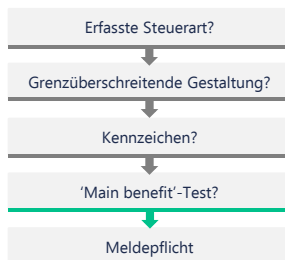 Erfasste Steuerart?
Grenzüberschreitende Gestaltung?
Kennzeichen?
‘Main benefit’-Test?
Meldepflicht